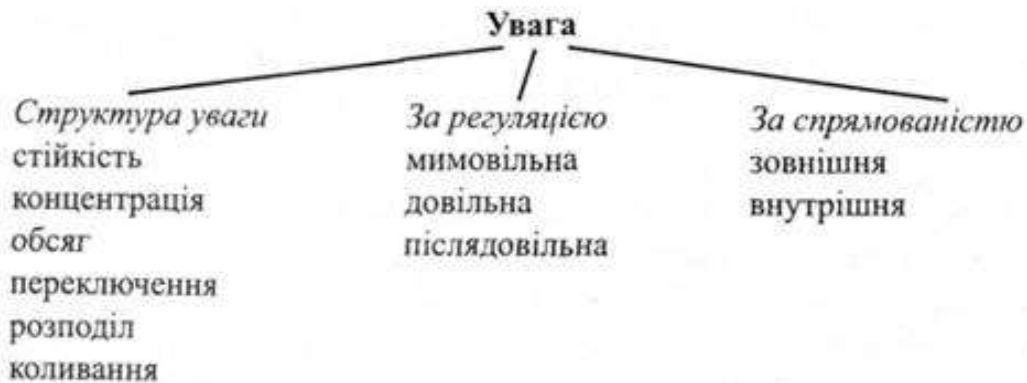 Увага
Структура уваги
стійкість
концентрація
обсяг
переключення
розподіл
коливання
За регуляцією
мимовільна
довільна
післядовільна
За спрямованістю
зовнішня
внутрішня